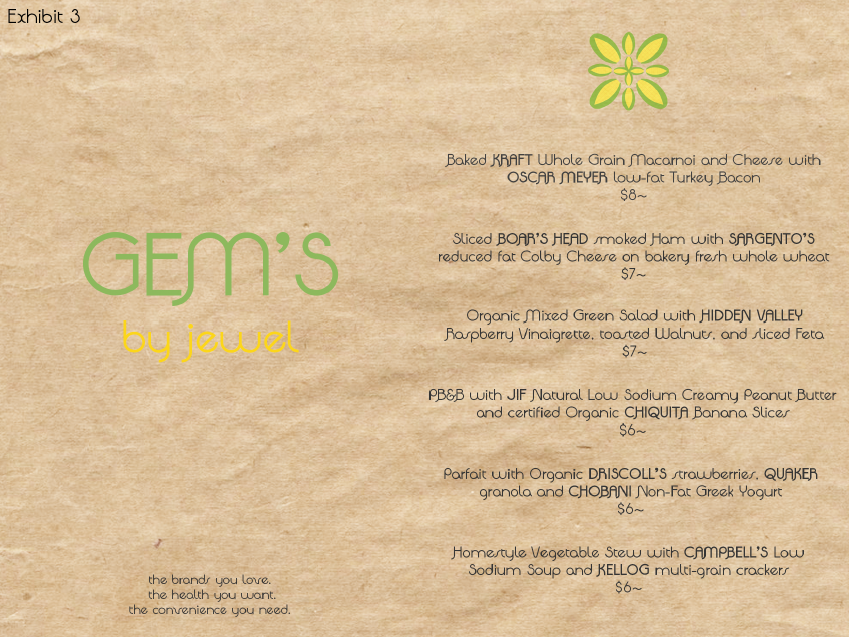 Exhibit 3
GEM'S
by jewel
the brands you love.
the health you want.
the convenience you need.
Baked KRAFT Whole Grain Macarnoi and Cheese with
OSCAR MEYER low-fat Turkey Bacon
$8~
Sliced BOAR'S HEAD smoked Ham with SARGENTO'S
reduced fat Colby Cheese on bakery fresh whole wheat
$7~
Organic Mixed Green Salad with HIDDEN VALLEY
Raspberry Vinaigrette, toasted Walnuts, and sliced Feta
$7~
PB&B with JIF Natural Low Sodium Creamy Peanut Butter
and certified Organic CHIQUITA Banana Slices
$6~
Parfait with Organic DRISCOLL'S strawberries, QUAKER
granola and CHOBANI Non-Fat Greek Yogurt
$6~
Homestyle Vegetable Stew with CAMPBELL'S Low
Sodium Soup and KELLOG multi-grain crackers
$6~